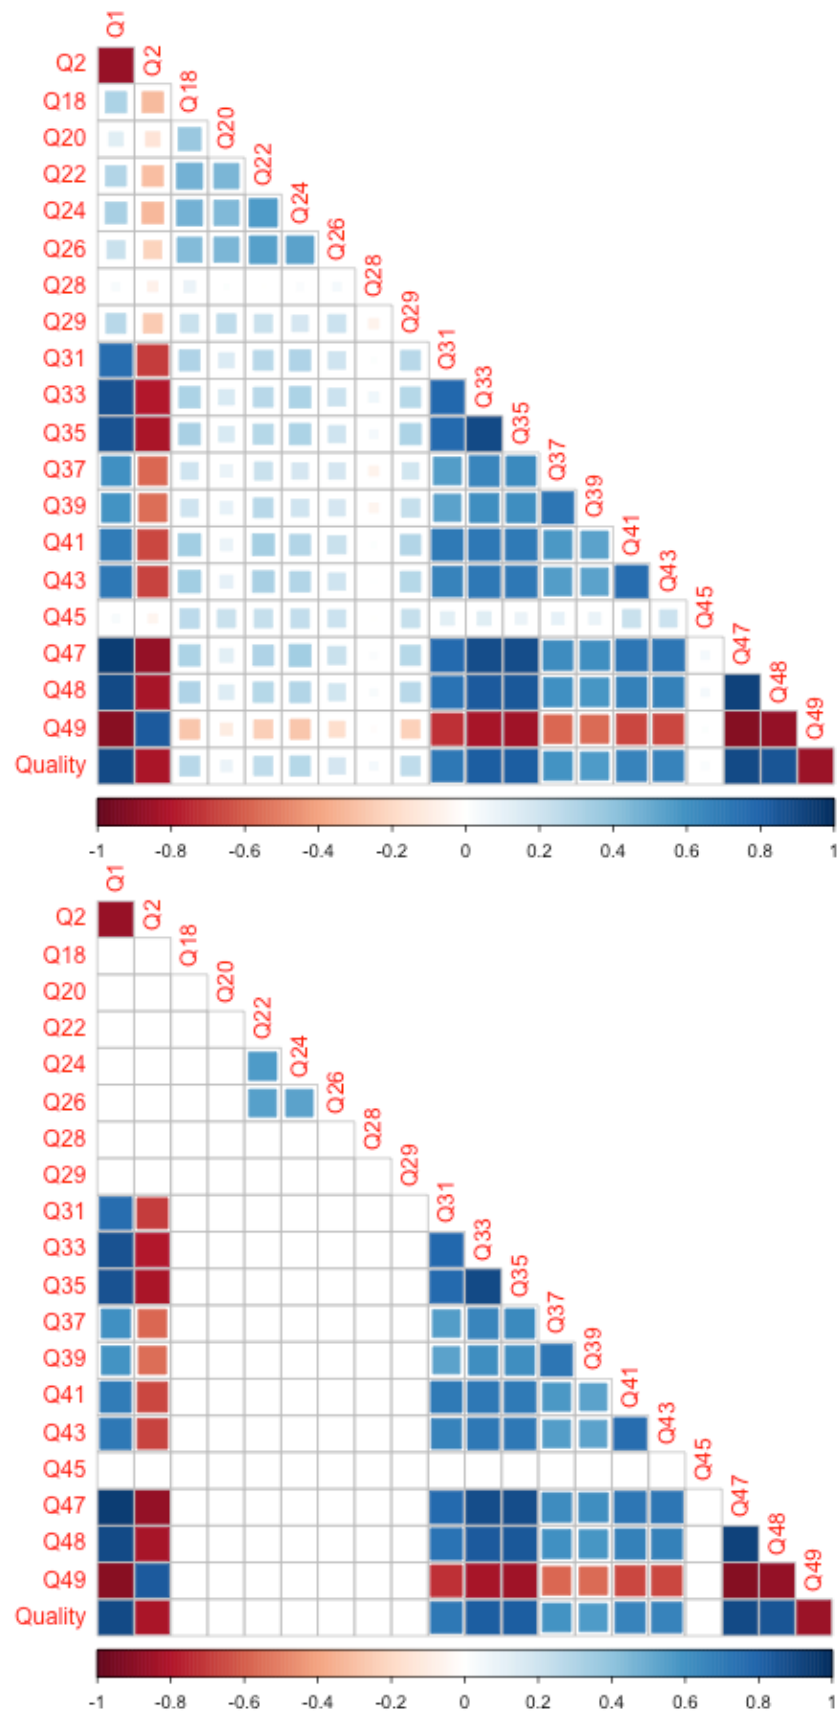 Q1
Q2 Q2
Q18 Q18
Q20 Q20
Q22 Q22
Q24 Q24
Q26 Q26
Q28 Q28
Q29 Q29
Q31 Q31
Q33 Q33
Q35 Q35
Q37 Q37
Q39 Q39
Q41 Q41
Q43 Q43
Q45 Q45
Q47 Q47
Q48 Q48
Q49 Q49
Quality
-1 -0.8 -0.6 -0.4 -0.2 0 0.2 0.4 0.6 0.8 1
Q1
Q2 Q2
Q18 Q18
Q20 Q20
Q22 Q22
Q24 Q24
Q26 Q26
Q28 Q28
Q29 Q29
Q31 Q31
Q33 Q33
Q35 Q35
Q37 Q37
Q39 Q39
Q41 Q41
Q43 Q43
Q45 Q45
Q47 Q47
Q48 Q48
Q49 Q49
Quality
-1 -0.8 -0.6 -0.4 -0.2 0 0.2 0.4 0.6 0.8 1